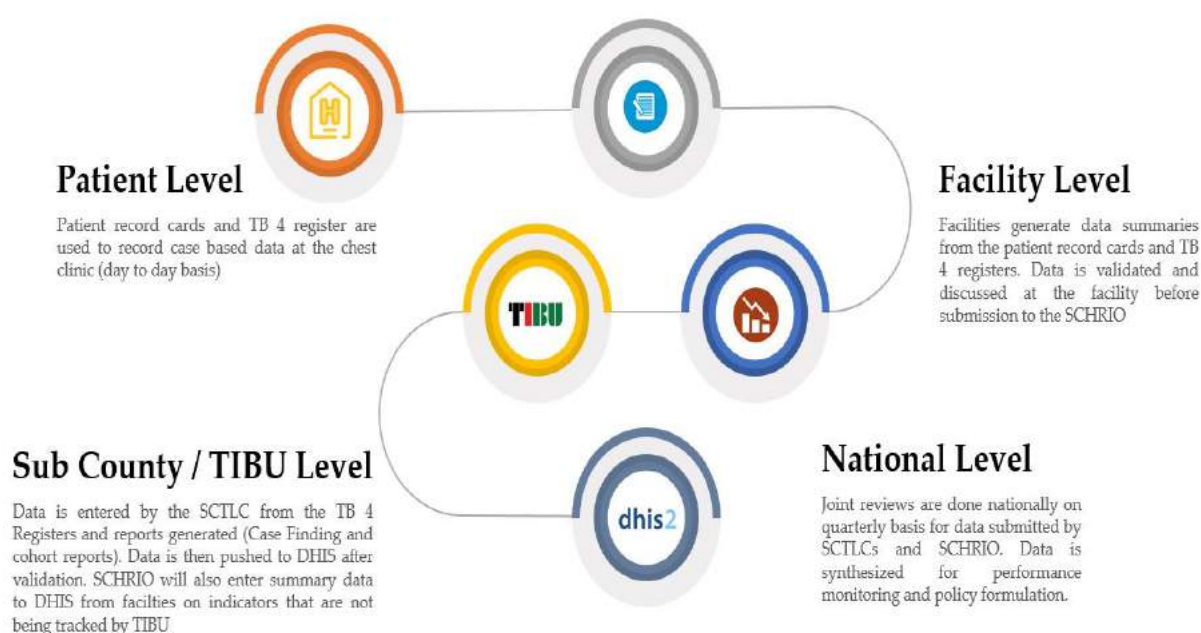 Patient Level
Patient record cards and TB 4 register are
used to record case based data at the chest
clinic (day to day basis)
Facility Level
Facilities generate data summaries
from the patient record cards and TB
4 registers. Data is validated and
discussed at the facility before
submission to the SCHRIO
TIBU
Sub County / TIBU Level
Data is entered by the SCTLC from the TB 4
Registers and reports generated (Case Finding and
cohort reports). Data is then pushed to DHIS after
validation. SCHRIO will also enter summary data
to DHIS from facilties on indicators that are not
being tracked by TIBU
dhis2
National Level
Joint reviews are done nationally on
quarterly basis for data submitted by
SCTLCs and SCHRIO. Data is
synthesized for performance
monitoring and policy formulation.